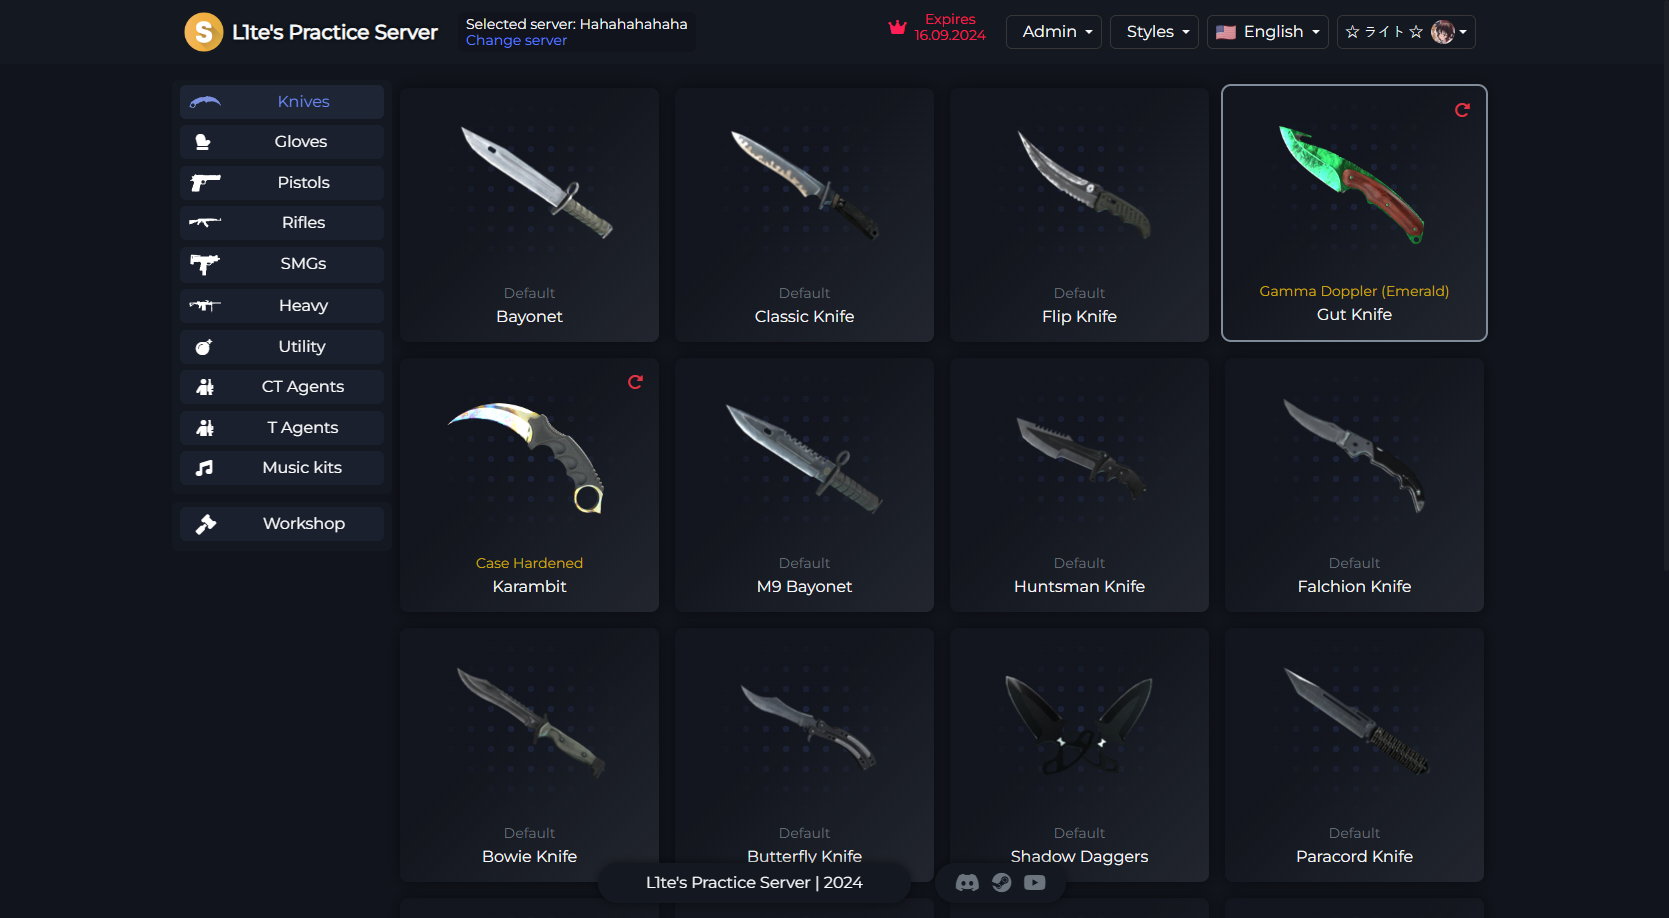 S
L1te's Practice Server
Selected server: Hahahahahaha
Change server
Expires
16.09.2024
Admin
Styles
English
☆ ライト ☆
Knives
Gloves
Pistols
Rifles
SMGs
Heavy
Utility
CT Agents
T Agents
Music kits
Workshop
Default
Bayonet
Default
Classic Knife
Default
Flip Knife
Gamma Doppler (Emerald)
Gut Knife
Case Hardened
Karambit
Default
M9 Bayonet
Default
Huntsman Knife
Default
Falchion Knife
Default
Bowie Knife
Default
Butterfly Knife
Default
Shadow Daggers
Default
Paracord Knife
L1te's Practice Server | 2024